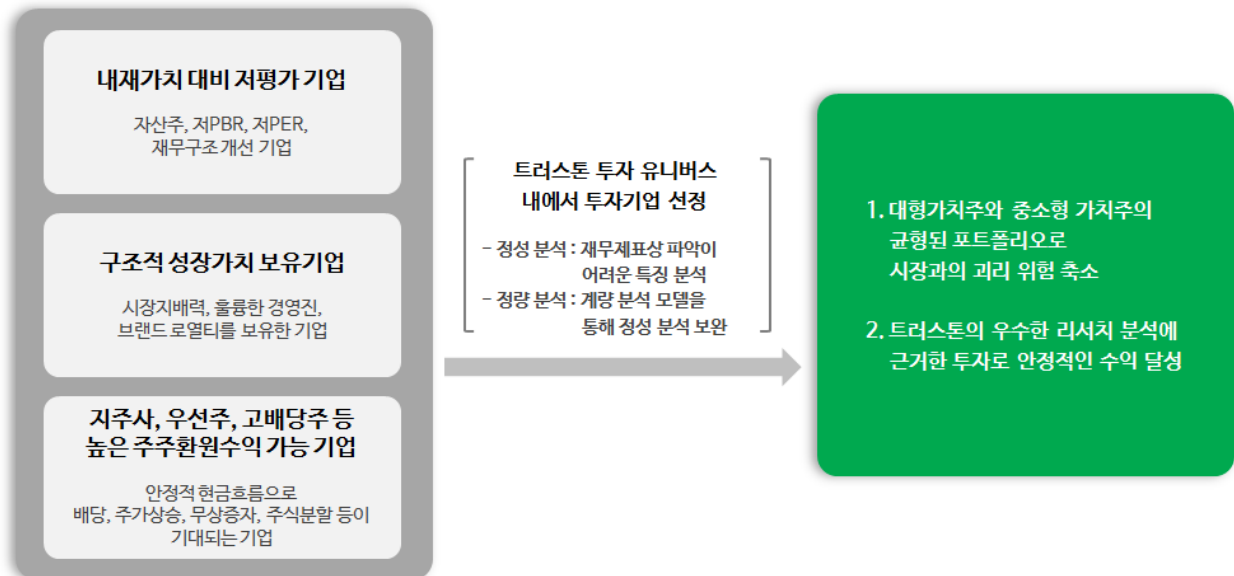 내재가치 대비 저평가 기업
자산주, 저PBR, 저PER,
재무구조 개선 기업
구조적 성장가치 보유기업
시장지배력, 훌륭한 경영진,
브랜드 로열티를 보유한 기업
지주사, 우선주, 고배당주 등
높은 주주환원수익 가능 기업
안정적 현금흐름으로
배당, 주가상승, 무상증자, 주식분할 등이
기대되는 기업
트러스톤 투자 유니버스
내에서 투자기업 선정
- 정성 분석 : 재무제표상 파악이
어려운 특징 분석
- 정량 분석 : 계량 분석 모델을
통해 정성 분석 보완
1. 대형가치주와 중소형 가치주의
균형된 포트폴리오로
시장과의 괴리 위험 축소
2. 트러스톤의 우수한 리서치 분석에
근거한 투자로 안정적인 수익 달성